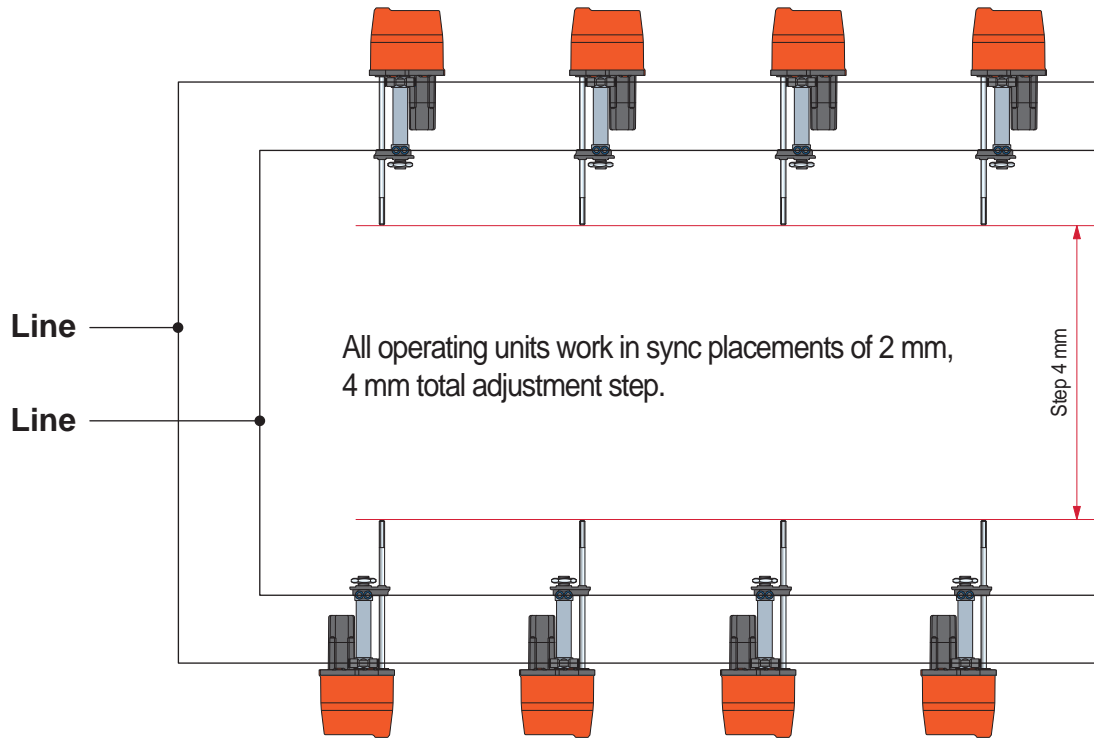 Line
Line
All operating units work in sync placements of 2 mm,
4 mm total adjustment step.
Step 4 mm